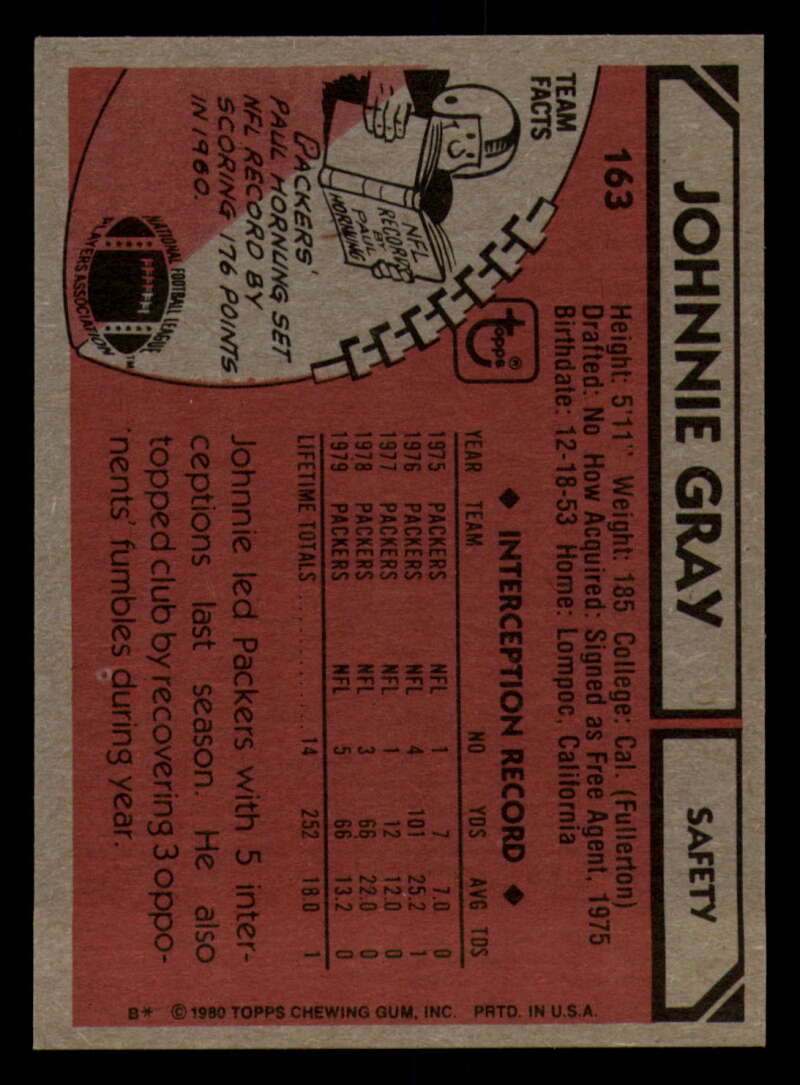 JOHNNIE GRAY
SAFETY
163
Height: 5'11" Weight: 185 College: Cal. (Fullerton)
Drafted: No How Acquired: Signed as Free Agent, 1975
Birthdate: 12-18-53 Home: Lompoc, California
TEAM
FACTS
NFL
RECORDS
BY
PAUL
HORNUNG
PACKERS'
PAUL HORNUNG SET
NFL RECORD BY
SCORING 176 POINTS
IN 1960.
NATIONAL FOOTBALL LEAGUE
PLAYERS ASSOCIATION
TM
topps®
◆ INTERCEPTION RECORD ◆
YEAR TEAM NO YDS AVG TDS
1975 PACKERS NFL 1 7 7.0 0
1976 PACKERS NFL 4 101 25.2 1
1977 PACKERS NFL 1 12 12.0 0
1978 PACKERS NFL 3 66 22.0 0
1979 PACKERS NFL 5 66 13.2 0
LIFETIME TOTALS 14 252 18.0 1
Johnnie led Packers with 5 inter-
ceptions last season. He also
topped club by recovering 3 oppo-
nents' fumbles during year.
B* © 1980 TOPPS CHEWING GUM, INC. PRTD. IN U.S.A.